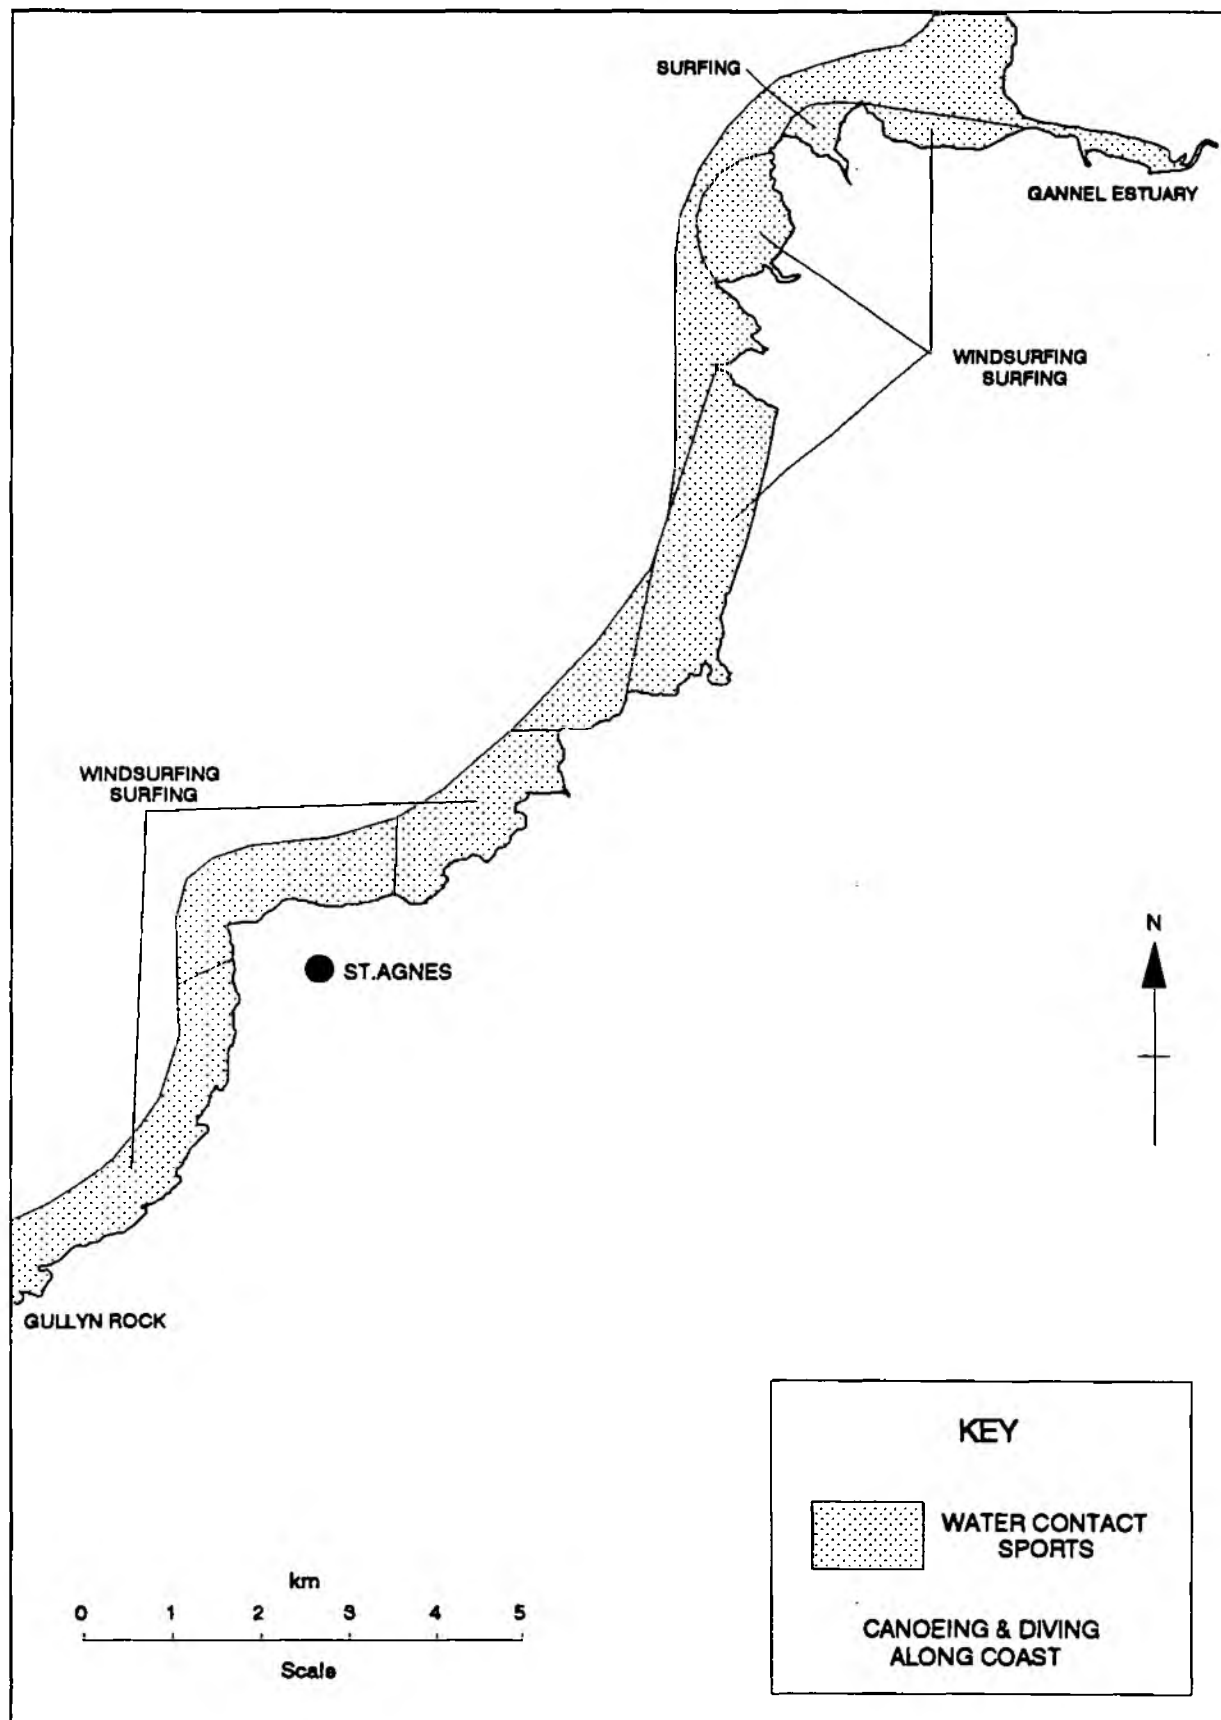 SURFING
GANNEL ESTUARY
WINDSURFING
SURFING
WINDSURFING
SURFING
N
ST.AGNES
GULLYN ROCK
KEY
WATER CONTACT
SPORTS
CANOEING & DIVING
ALONG COAST
km
0 1 2 3 4 5
Scale